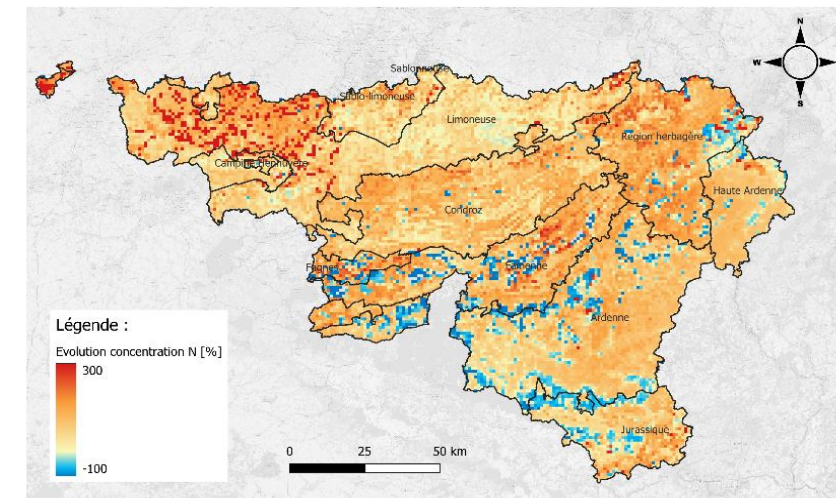 N
W
E
S
Sablonneuse
Sablo-limoneuse
Limoneuse
Région herbagère
Campine Hennuyère
Haute Ardenne
Condroz
Fagnes
Famenne
Ardenne
Jurassique
Légende :
Evolution concentration N [%]
300
-100
0 25 50 km